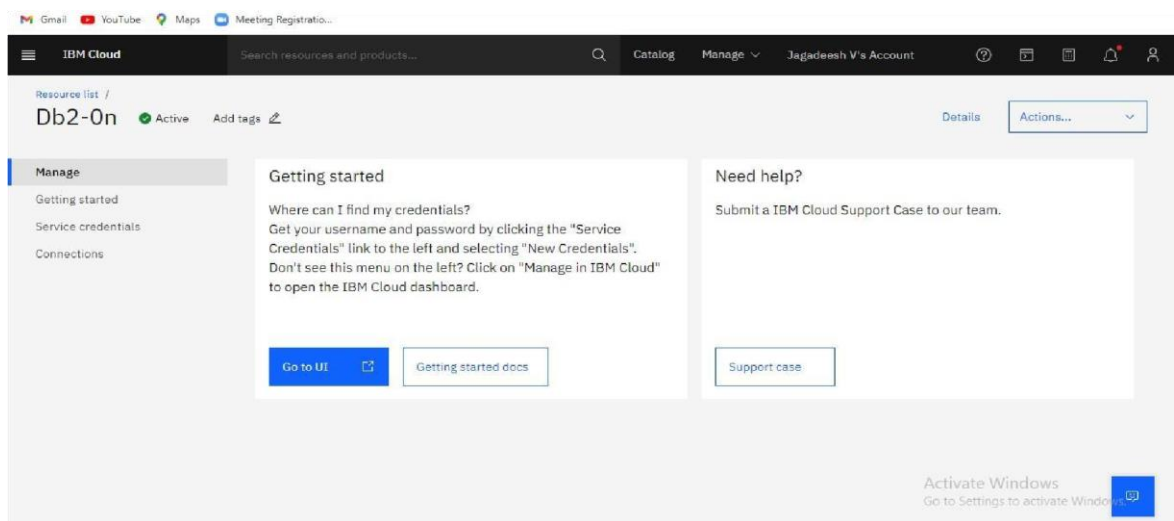 Gmail YouTube Maps Meeting Registratio...
IBM Cloud Search resources and products... Catalog Manage Jagadeesh V's Account
Resource list /
Db2-0n Active Add tags Details Actions...
Manage
Getting started
Service credentials
Connections
Getting started
Where can I find my credentials?
Get your username and password by clicking the "Service
Credentials" link to the left and selecting "New Credentials".
Don't see this menu on the left? Click on "Manage in IBM Cloud"
to open the IBM Cloud dashboard.
Go to UI Getting started docs
Need help?
Submit a IBM Cloud Support Case to our team.
Support case
Activate Windows
Go to Settings to activate Windows.